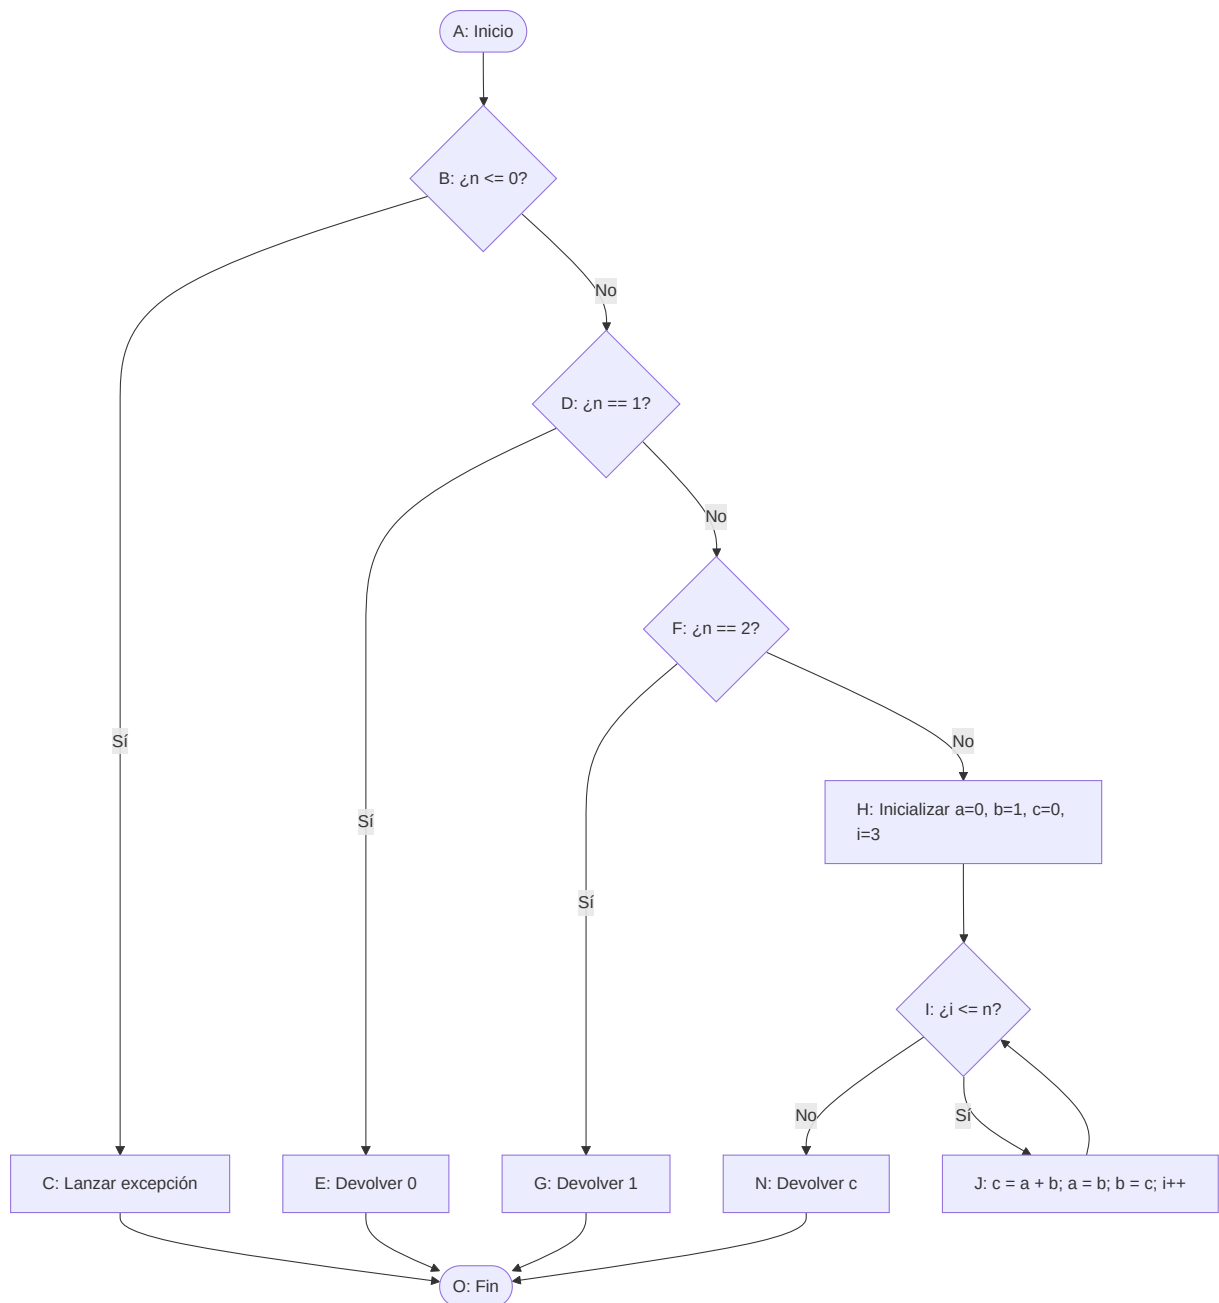 A: Inicio
B: ¿n <= 0?
No
D: ¿n == 1?
No
F: ¿n == 2?
Sí
No
H: Inicializar a=0, b=1, c=0,
i=3
Sí
Sí
I: ¿i <= n?
No
Sí
C: Lanzar excepción
E: Devolver 0
G: Devolver 1
N: Devolver c
J: c = a + b; a = b; b = c; i++
O: Fin